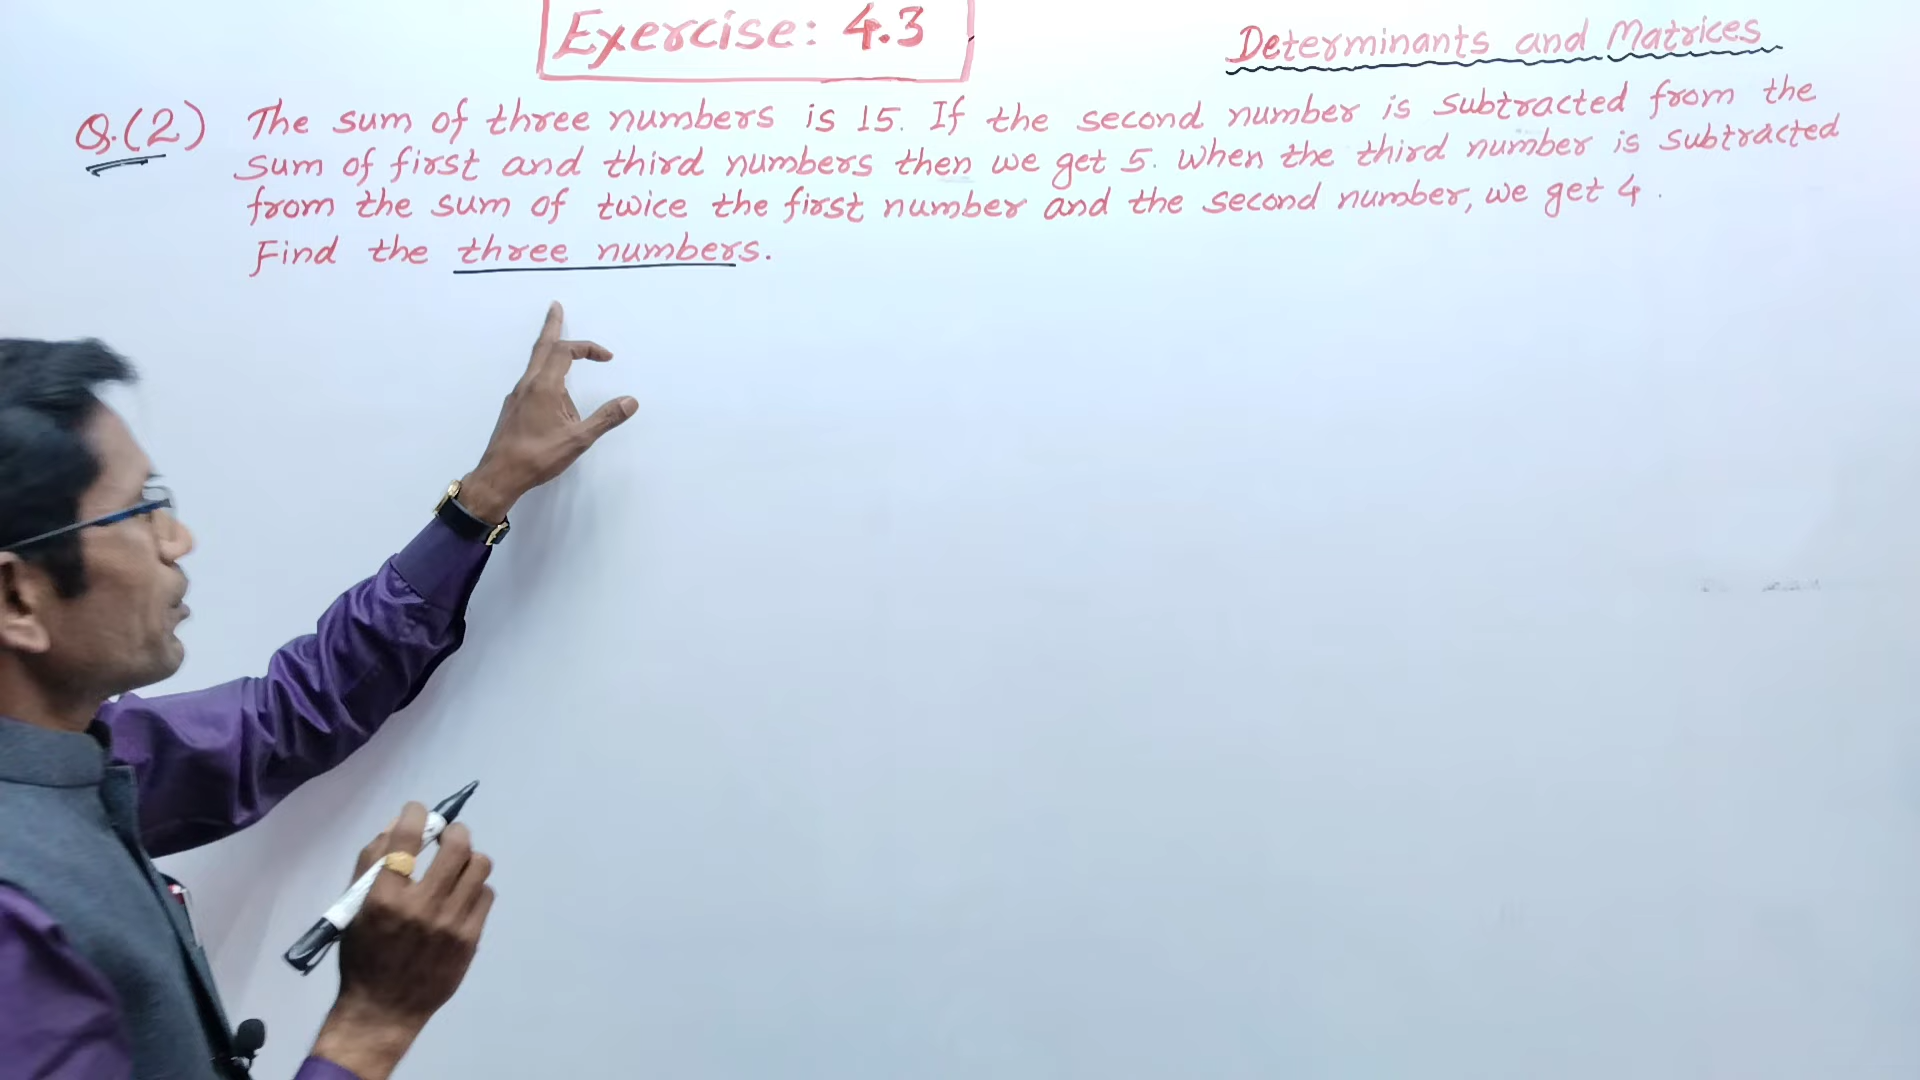 Exercise: 4.3
Determinants and Matrices
Q.(2) The sum of three numbers is 15. If the second number is subtracted from the
sum of first and third numbers then we get 5. When the third number is subtracted
from the sum of twice the first number and the second number, we get 4.
Find the three numbers.